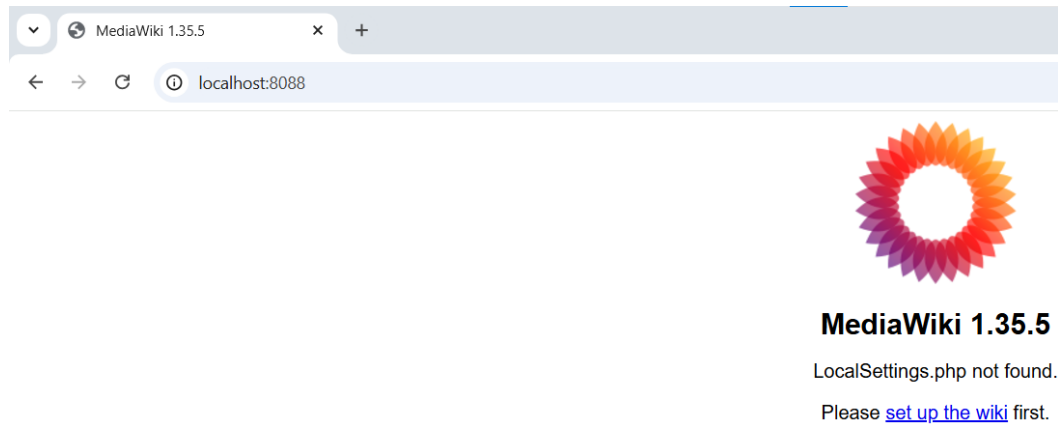 MediaWiki 1.35.5
localhost:8088
MediaWiki 1.35.5
LocalSettings.php not found.
Please set up the wiki first.